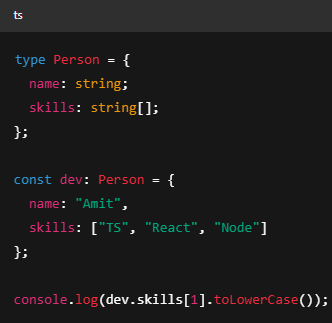 ts
type Person = {
  name: string;
  skills: string[];
};
const dev: Person = {
  name: "Amit",
  skills: ["TS", "React", "Node"]
};
console.log(dev.skills[1].toLowerCase());